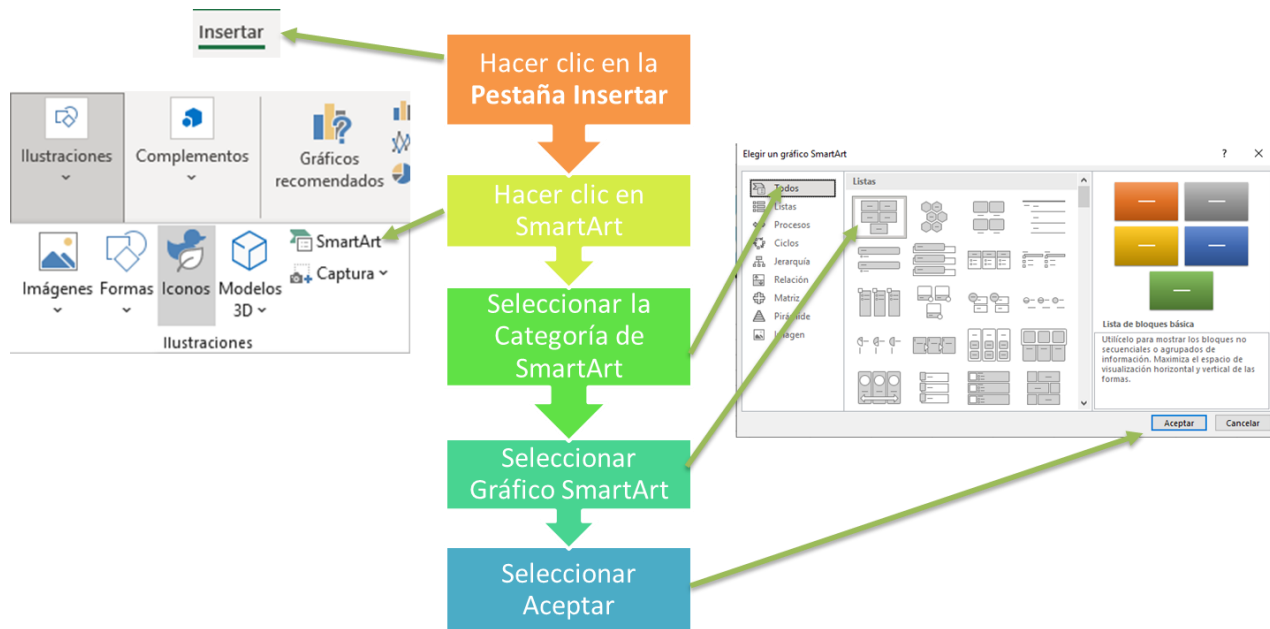 Insertar
Hacer clic en la
Pestaña Insertar
Ilustraciones
Complementos
Gráficos
recomendados
Hacer clic en
SmartArt
SmartArt
Captura
Imágenes
Formas
Iconos
Modelos
3D
Ilustraciones
Seleccionar la
Categoría de
SmartArt
Seleccionar
Gráfico SmartArt
Seleccionar
Aceptar
Elegir un gráfico SmartArt
? ×
Todos
Listas
Procesos
Ciclos
Jerarquía
Relación
Matriz
Pirámide
Imagen
Listas
Lista de bloques básica
Utilícelo para mostrar los bloques no
secuenciales o agrupados de
información. Maximiza el espacio de
visualización horizontal y vertical de las
formas.
Aceptar
Cancelar